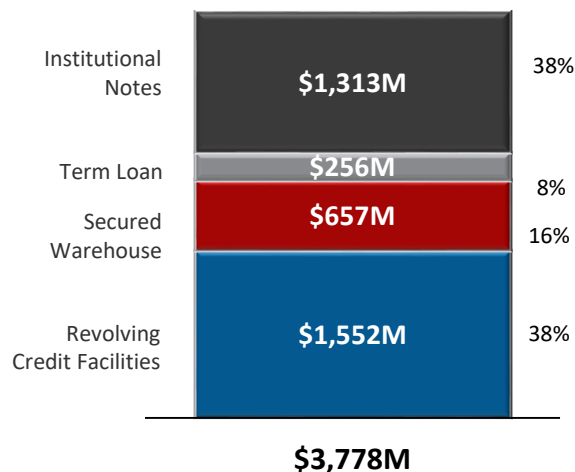 Institutional
Notes
$1,313M
38%
Term Loan
$256M
8%
Secured
Warehouse
$657M
16%
Revolving
Credit Facilities
$1,552M
38%
$3,778M